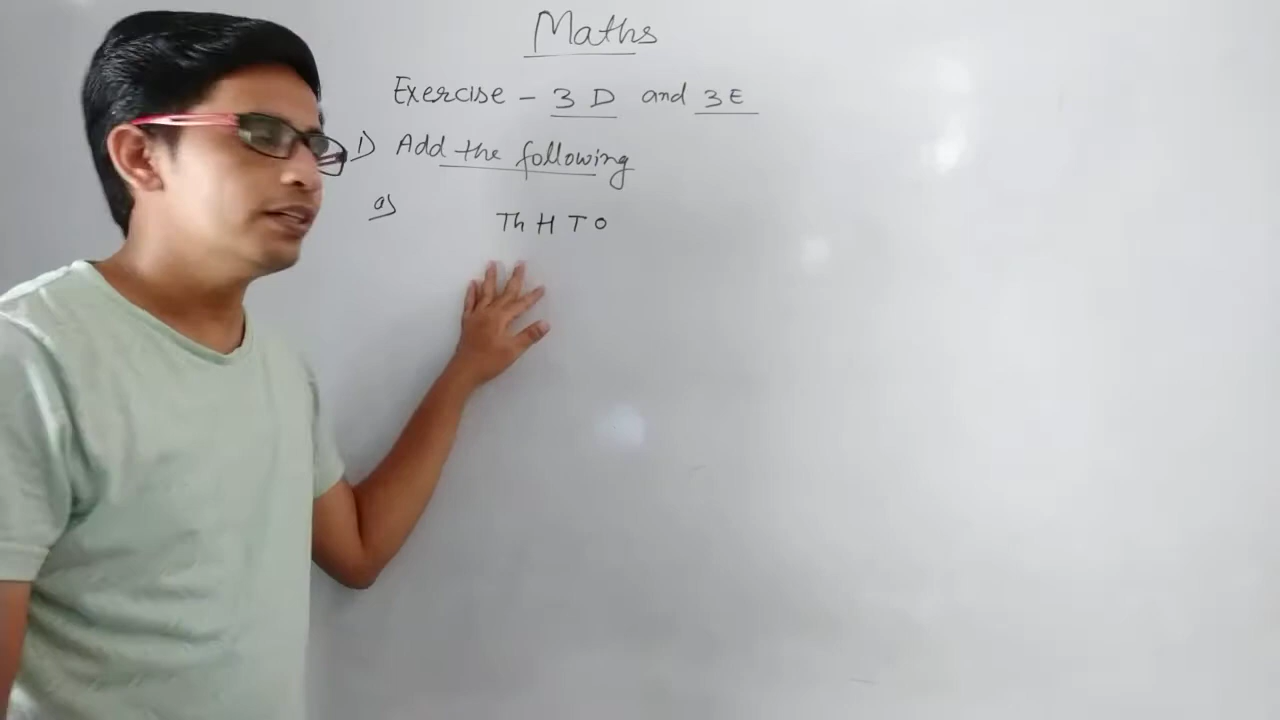 Maths
Exercise - 3 D and 3 E
1) Add the following
a)
Th H T O